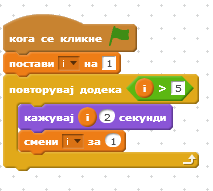 кога се кликне
постави i на 1
повторувај додека i > 5
кажувај i 2 секунди
смени i за 1